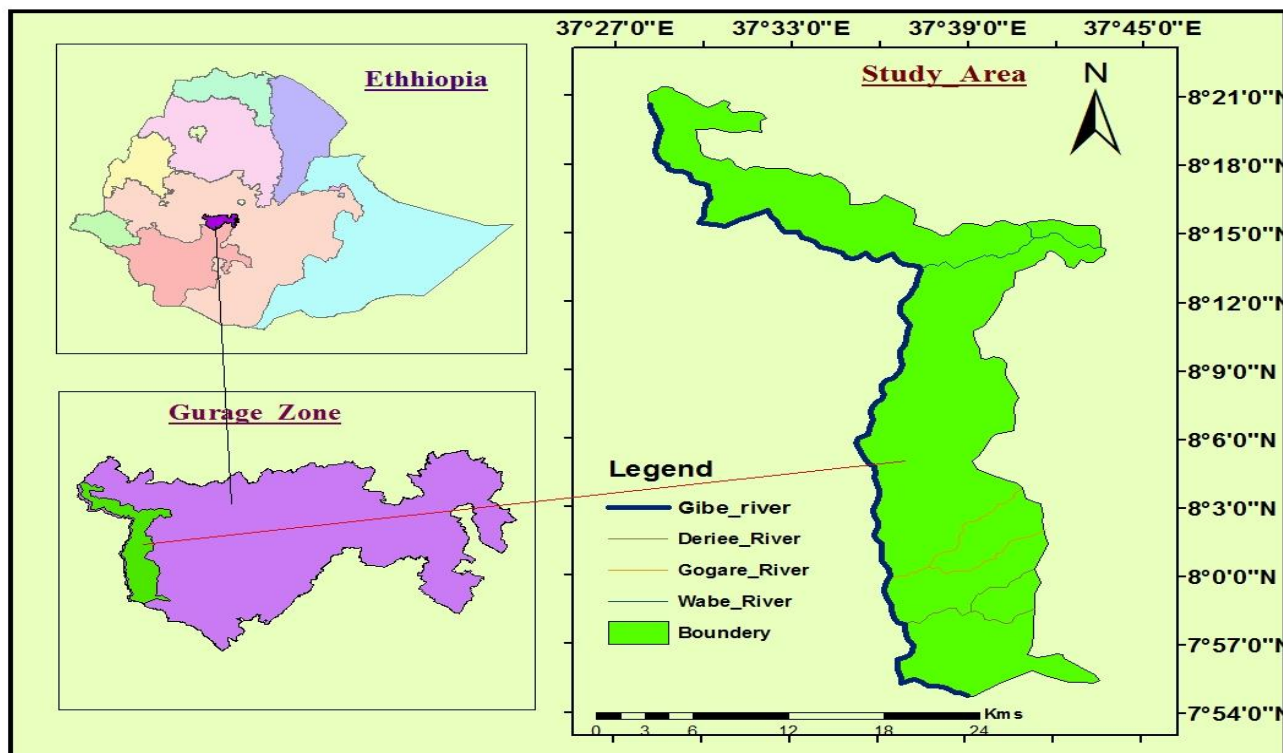 Ethhiopia
Gurage_Zone
37°27'0"E 37°33'0"E 37°39'0"E 37°45'0"E
Study_Area
N
8°21'0"N
8°18'0"N
8°15'0"N
8°12'0"N
8°9'0"N
8°6'0"N
8°3'0"N
8°0'0"N
7°57'0"N
7°54'0"N
Legend
Gibe_river
Deriee_River
Gogare_River
Wabe_River
Boundery
Kms
0 3 6 12 18 24